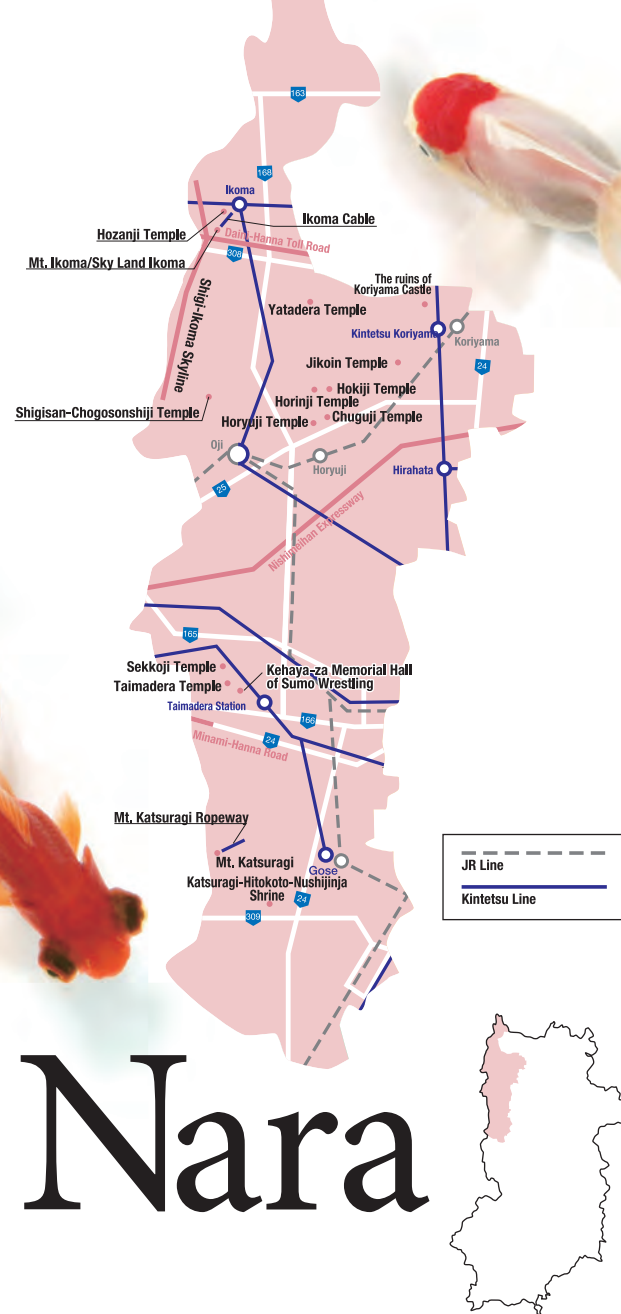 163
168
Ikoma
Ikoma Cable
Hozanji Temple
Daini-Hanna Toll Road
Mt. Ikoma/Sky Land Ikoma
308
The ruins of
Koriyama Castle
Shigi-Ikoma Skyline
Yatadera Temple
Kintetsu Koriyama
Koriyama
Jikoin Temple
24
Hokiji Temple
Horinji Temple
Shigisan-Chogosonshiji Temple
Chuguji Temple
Horyuji Temple
Oji
Horyuji
Hirahata
25
Nishimeihan Expressway
165
Sekkoji Temple
Kehaya-za Memorial Hall
of Sumo Wrestling
Taimadera Temple
Taimadera Station
166
24
Minami-Hanna Road
Mt. Katsuragi Ropeway
Mt. Katsuragi
Gose
Katsuragi-Hitokoto-Nushijinja
Shrine
24
309
JR Line
Kintetsu Line
Nara